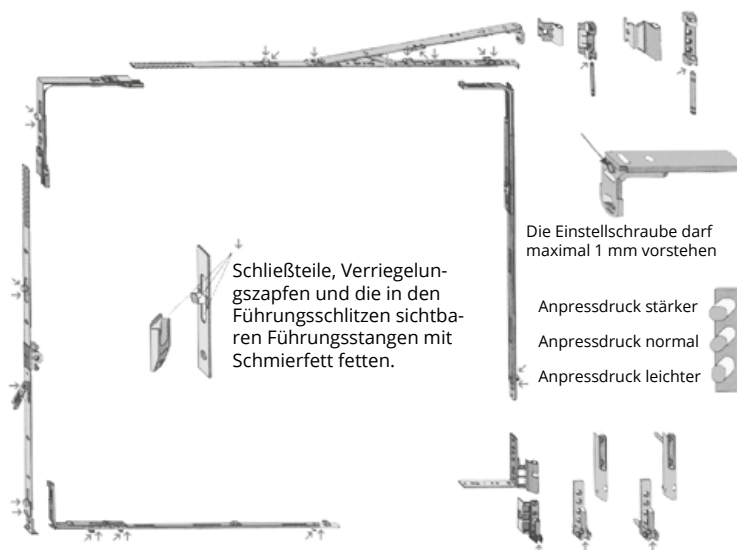 Die Einstellschraube darf
maximal 1 mm vorstehen
Schließteile, Verriegelun-
gszapfen und die in den
Führungsschlitzen sichtba-
ren Führungsstangen mit
Schmierfett fetten.
Anpressdruck stärker
Anpressdruck normal
Anpressdruck leichter